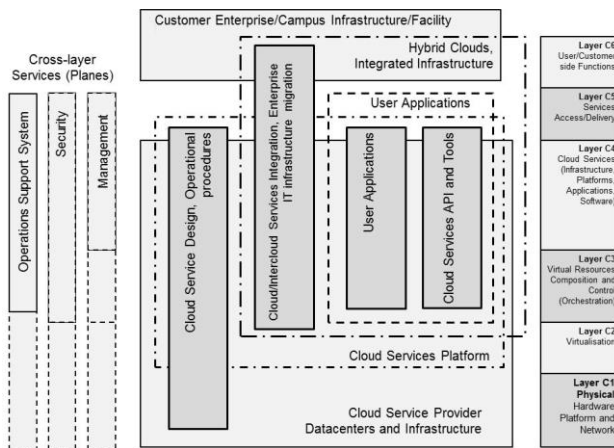 Customer Enterprise/Campus Infrastructure/Facility
Hybrid Clouds,
Integrated Infrastructure
Cross-layer
Services (Planes)
Operations Support System
Security
Management
User Applications
Cloud Service Design, Operational
procedures
Cloud/Intercloud Services Integration, Enterprise
IT infrastructure migration
User Applications
Cloud Services API and Tools
Cloud Services Platform
Cloud Service Provider
Datacenters and Infrastructure
Layer C6
User/Customer
side Functions
Layer C5
Services
Access/Delivery
Layer C4
Cloud Services
(Infrastructure,
Platforms,
Applications,
Software)
Layer C3
Virtual Resources
Composition and
Control
(Orchestration)
Layer C2
Virtualisation
Layer C1
Physical
Hardware
Platform and
Network